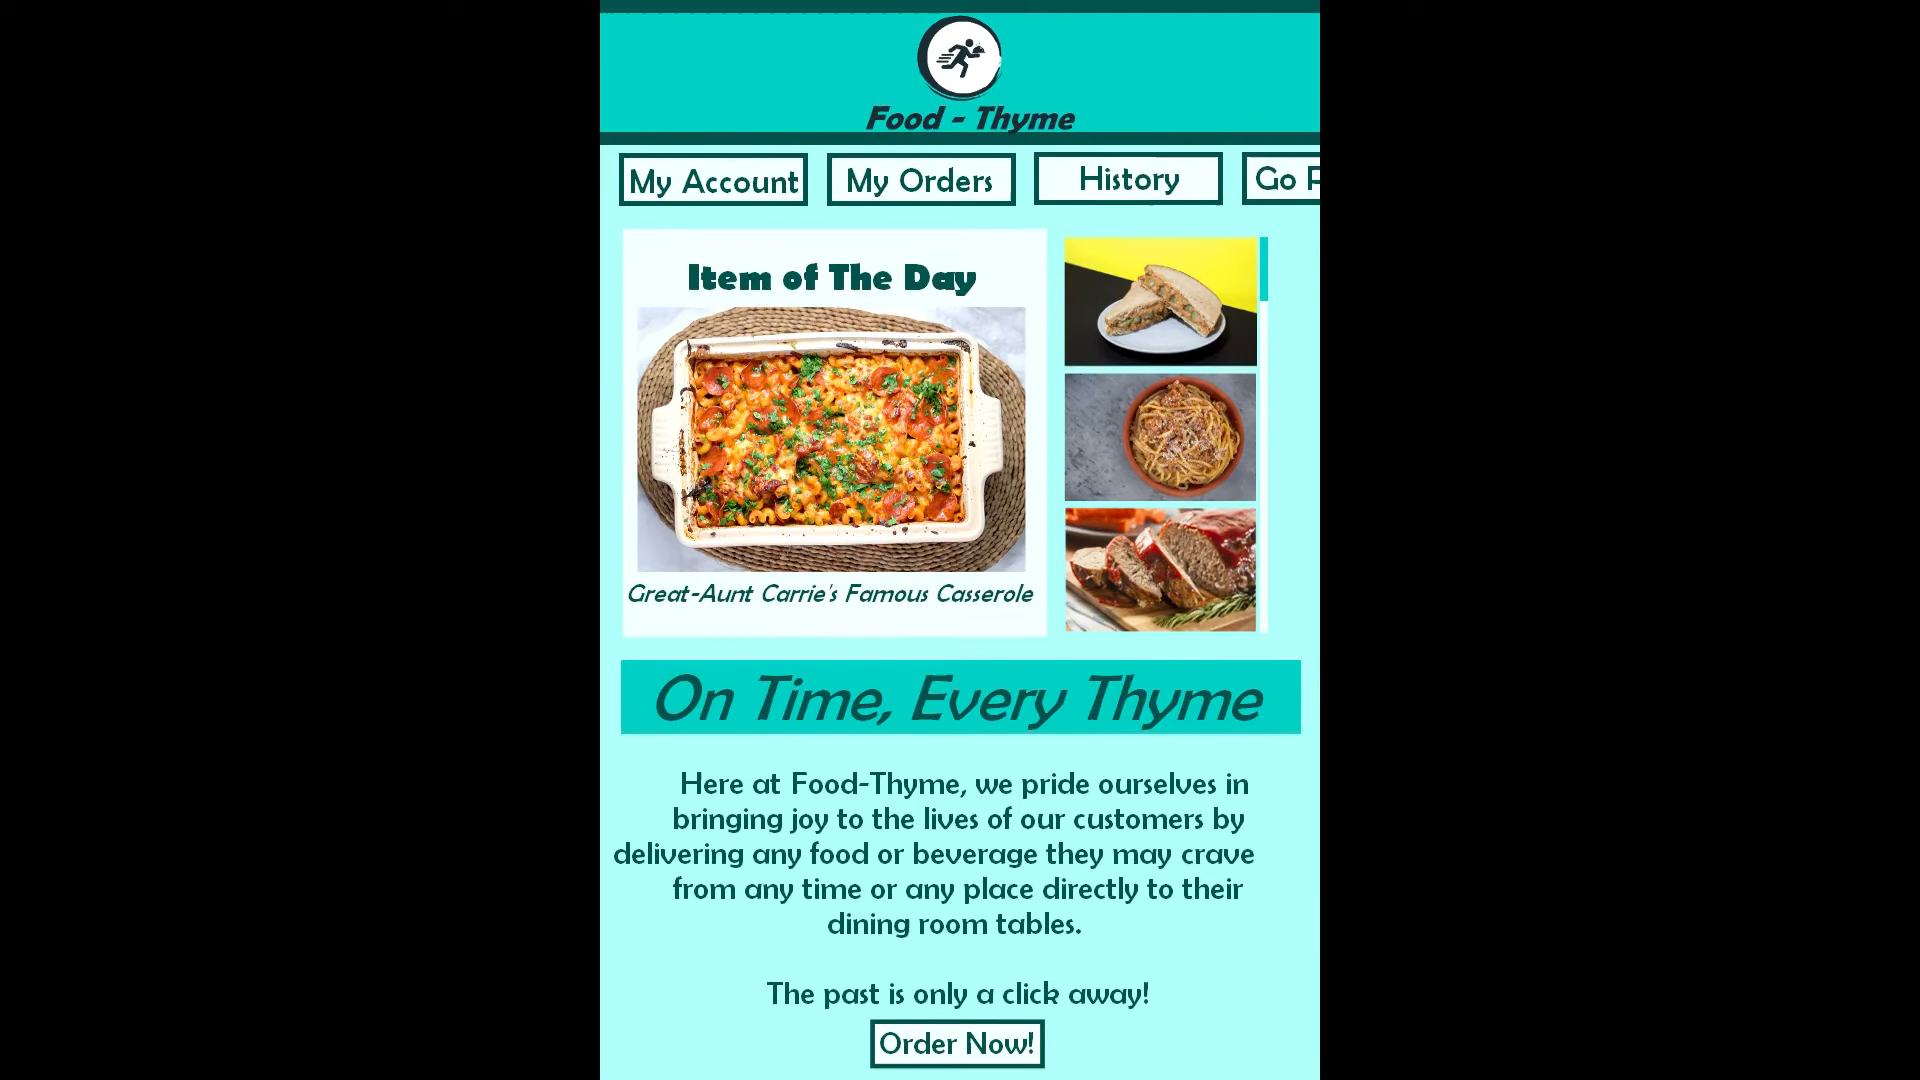 Food - Thyme
My Account
My Orders
History
Go
Item of The Day
Great-Aunt Carrie's Famous Casserole
On Time, Every Thyme
Here at Food-Thyme, we pride ourselves in
bringing joy to the lives of our customers by
delivering any food or beverage they may crave
from any time or any place directly to their
dining room tables.
The past is only a click away!
Order Now!